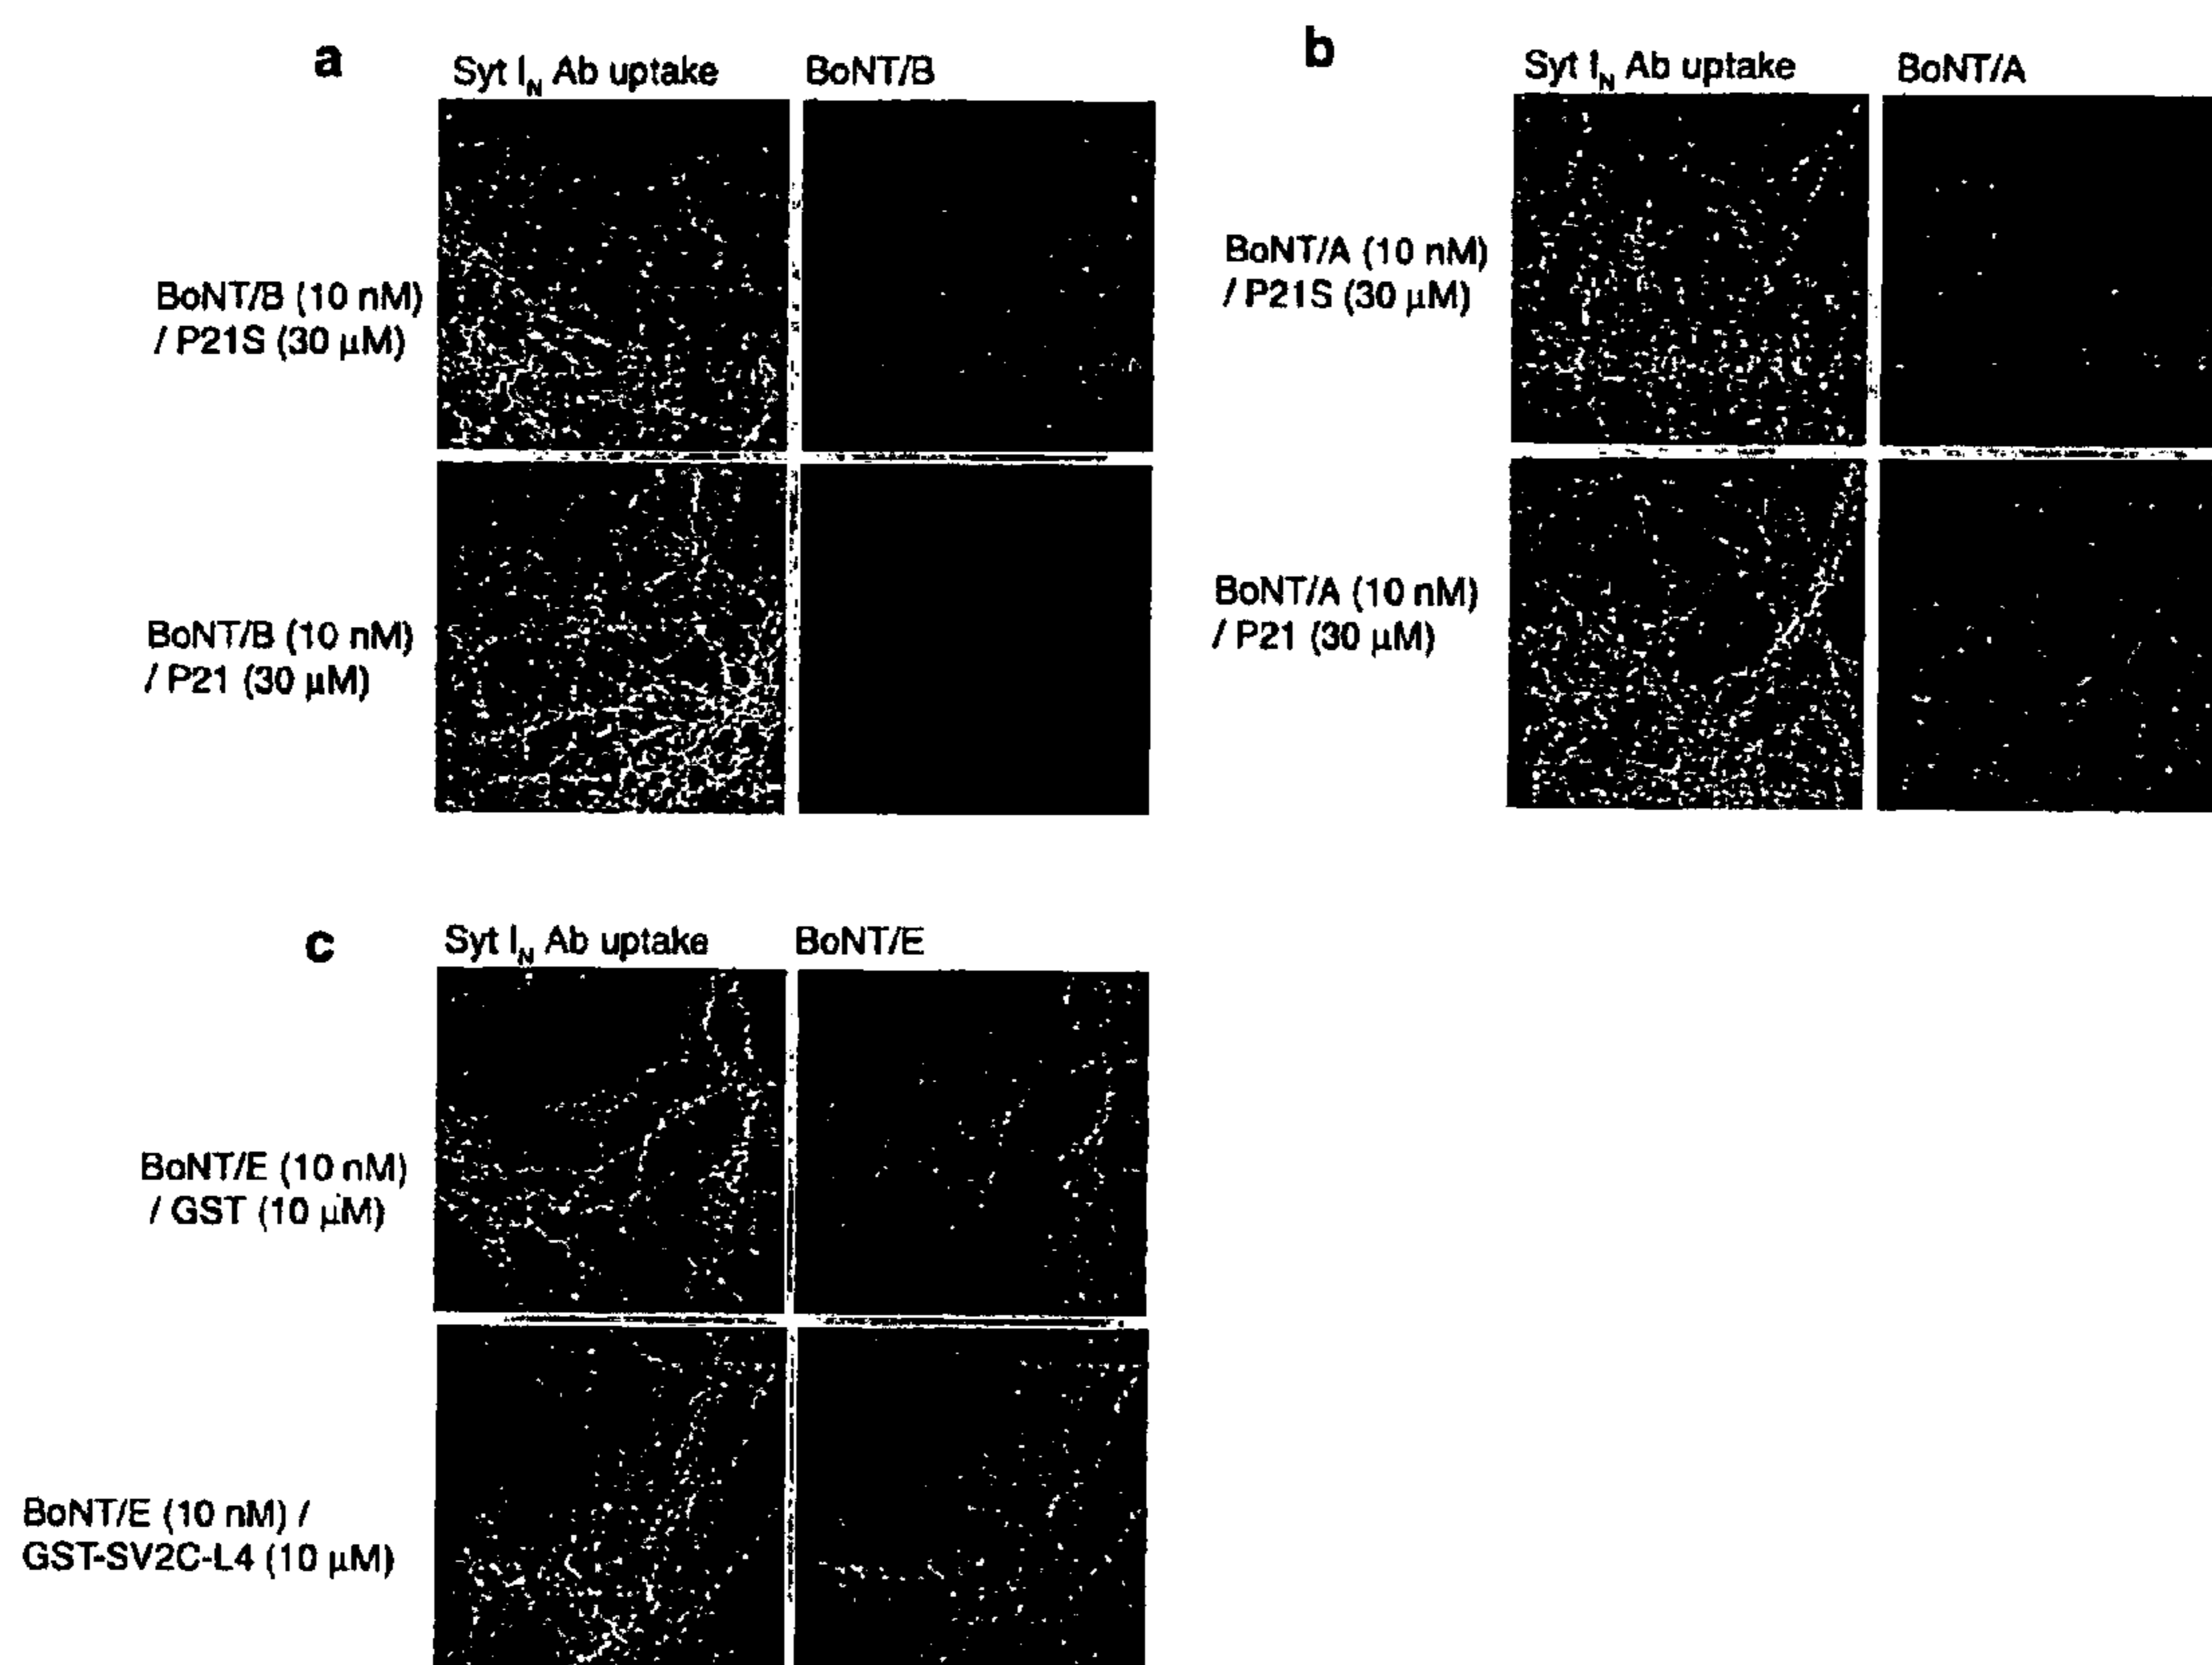 a
Syt I_N Ab uptake
BoNT/B
BoNT/B (10 nM)
/ P21S (30 μM)
BoNT/B (10 nM)
/ P21 (30 μM)
b
Syt I_N Ab uptake
BoNT/A
BoNT/A (10 nM)
/ P21S (30 μM)
BoNT/A (10 nM)
/ P21 (30 μM)
c
Syt I_N Ab uptake
BoNT/E
BoNT/E (10 nM)
/ GST (10 μM)
BoNT/E (10 nM) /
GST-SV2C-L4 (10 μM)